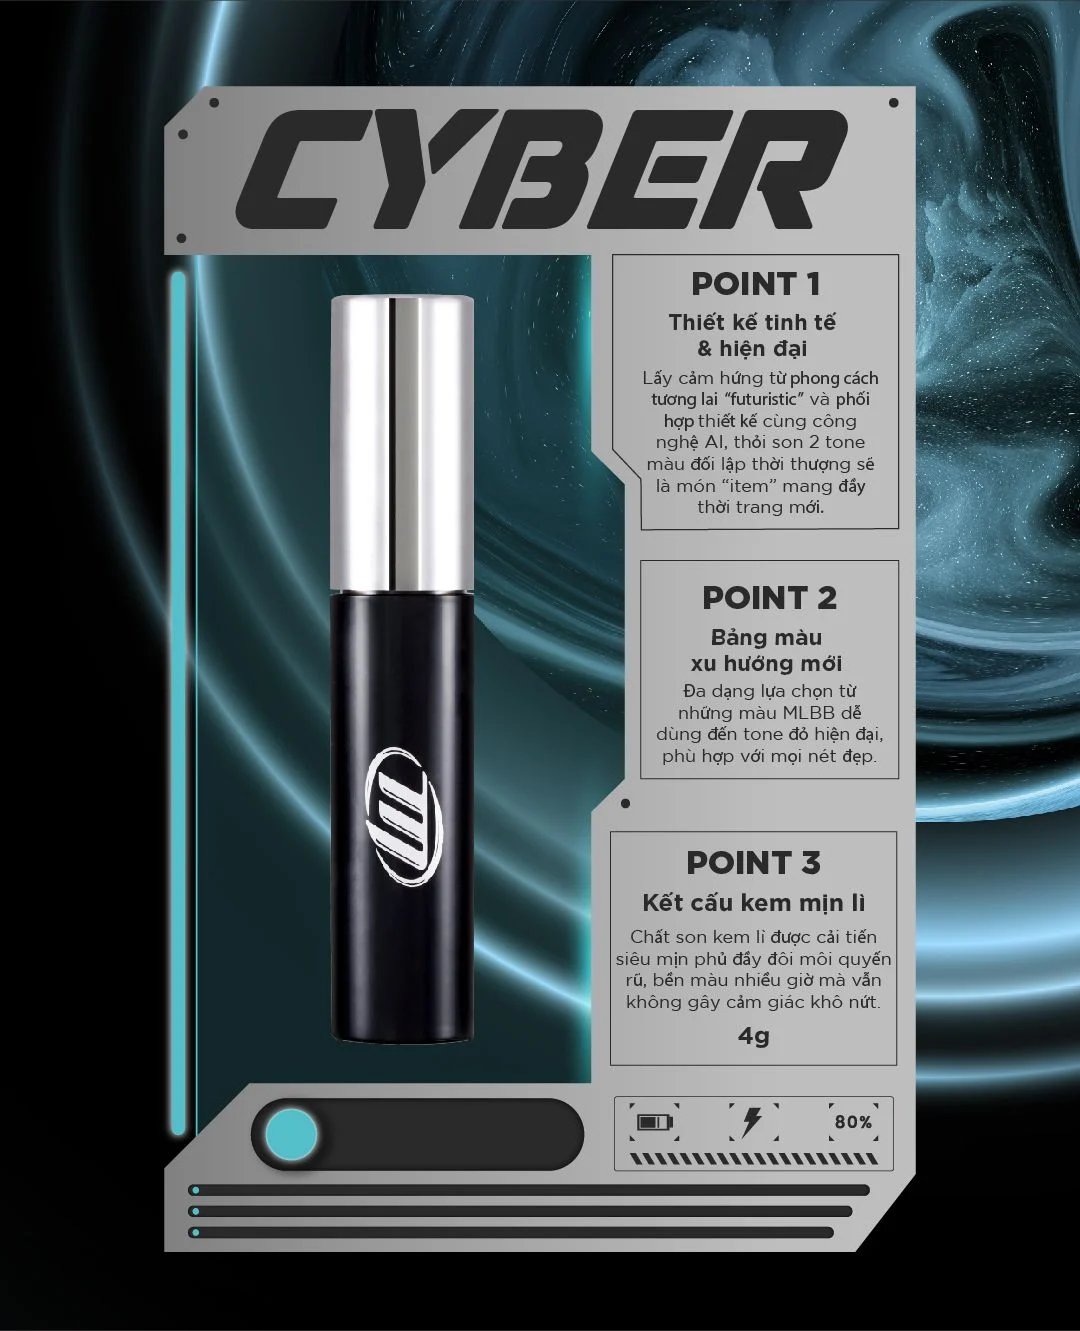 CYBER
POINT 1
Thiết kế tinh tế
& hiện đại
Lấy cảm hứng từ phong cách
tương lai “futuristic” và phối
hợp thiết kế cùng công
nghệ AI, thỏi son 2 tone
màu đối lập thời thượng sẽ
là món “item” mang đầy
thời trang mới.
POINT 2
Bảng màu
xu hướng mới
Đa dạng lựa chọn từ
những màu MLBB dễ
dùng đến tone đỏ hiện đại,
phù hợp với mọi nét đẹp.
POINT 3
Kết cấu kem mịn lì
Chất son kem lì được cải tiến
siêu mịn phủ đầy đôi môi quyến
rũ, bền màu nhiều giờ mà vẫn
không gây cảm giác khô nứt.
4g
80%